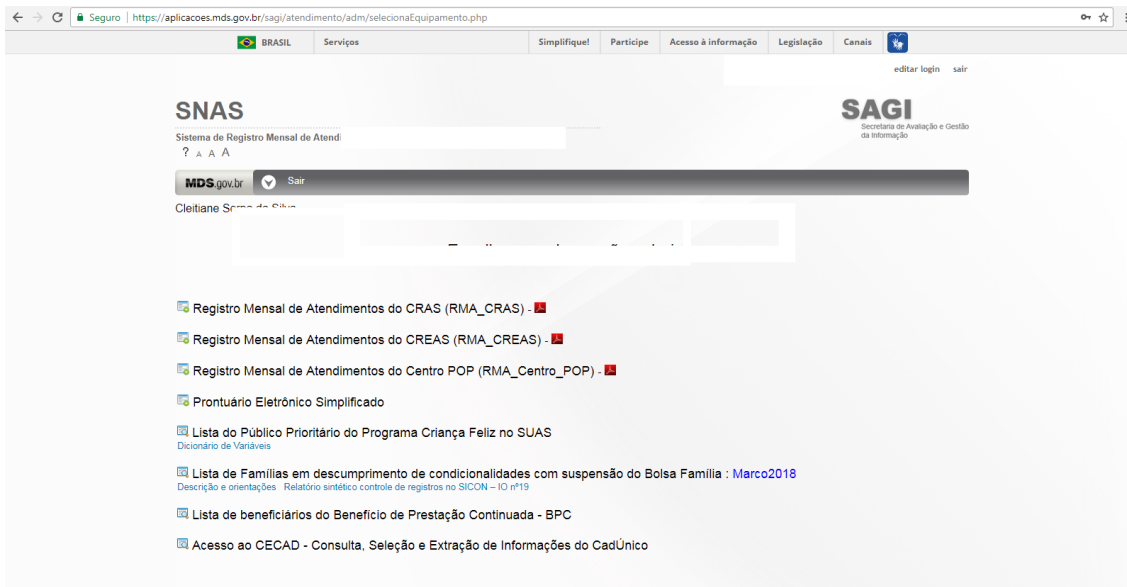 Seguro | https://aplicacoes.mds.gov.br/sagi/atendimento/adm/selecionaEquipamento.php
BRASIL Serviços Simplifique! Participe Acesso à informação Legislação Canais
editar login sair
SNAS
SAGI
Secretaria de Avaliação e Gestão
da Informação
Sistema de Registro Mensal de Atendi
? A A A
MDS.gov.br Sair
Cleitiane
Registro Mensal de Atendimentos do CRAS (RMA_CRAS) -
Registro Mensal de Atendimentos do CREAS (RMA_CREAS) -
Registro Mensal de Atendimentos do Centro POP (RMA_Centro_POP) -
Prontuário Eletrônico Simplificado
Lista do Público Prioritário do Programa Criança Feliz no SUAS
Dicionário de Variáveis
Lista de Famílias em descumprimento de condicionalidades com suspensão do Bolsa Família : Marco2018
Descrição e orientações Relatório sintético controle de registros no SICON – IO nº19
Lista de beneficiários do Benefício de Prestação Continuada - BPC
Acesso ao CECAD - Consulta, Seleção e Extração de Informações do CadÚnico